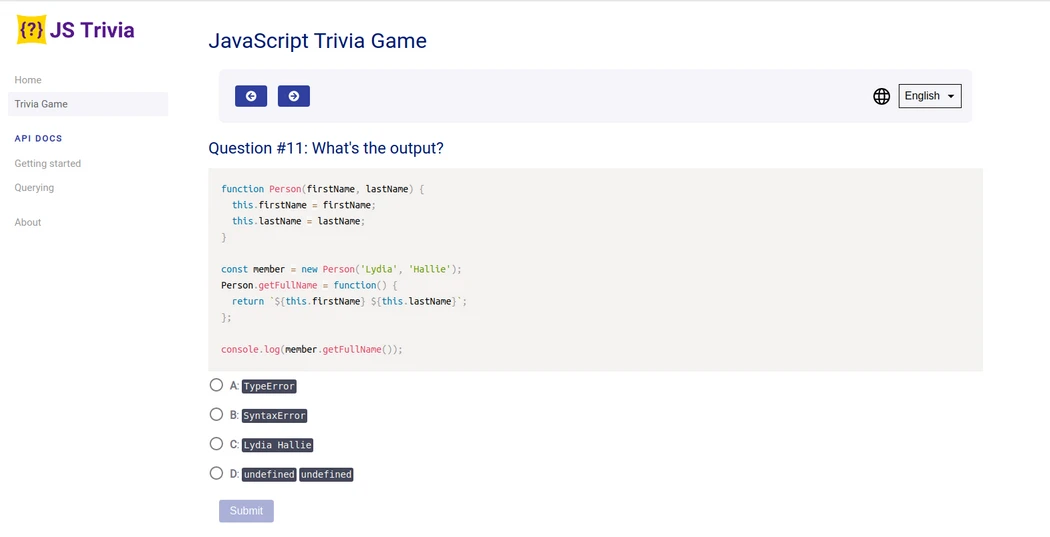 {?} JS Trivia
Home
Trivia Game
API DOCS
Getting started
Querying
About
JavaScript Trivia Game
English
Question #11: What's the output?
function Person(firstName, lastName) {
  this.firstName = firstName;
  this.lastName = lastName;
}
const member = new Person('Lydia', 'Hallie');
Person.getFullName = function() {
  return `${this.firstName} ${this.lastName}`;
};
console.log(member.getFullName());
A: TypeError
B: SyntaxError
C: Lydia Hallie
D: undefined undefined
Submit